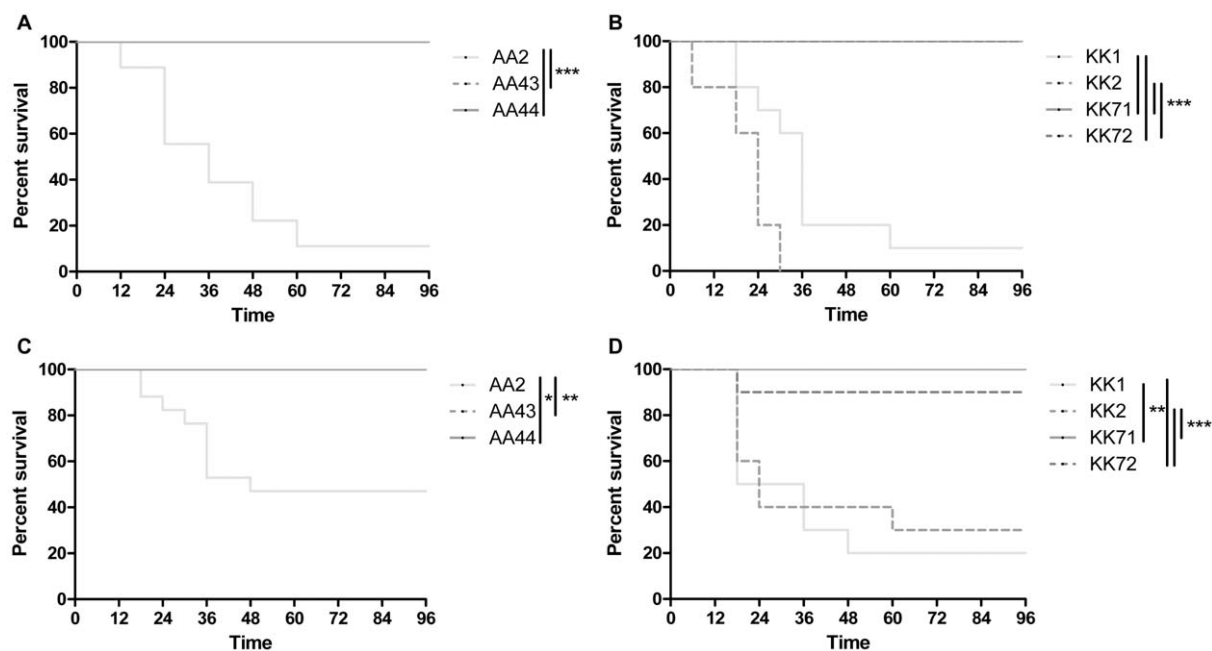 A
Percent survival
100
80
60
40
20
0
0 12 24 36 48 60 72 84 96
Time
AA2
AA43
AA44
***
B
Percent survival
100
80
60
40
20
0
0 12 24 36 48 60 72 84 96
Time
KK1
KK2
KK71
KK72
***
C
Percent survival
100
80
60
40
20
0
0 12 24 36 48 60 72 84 96
Time
AA2
AA43
AA44
* **
D
Percent survival
100
80
60
40
20
0
0 12 24 36 48 60 72 84 96
Time
KK1
KK2
KK71
KK72
** ***